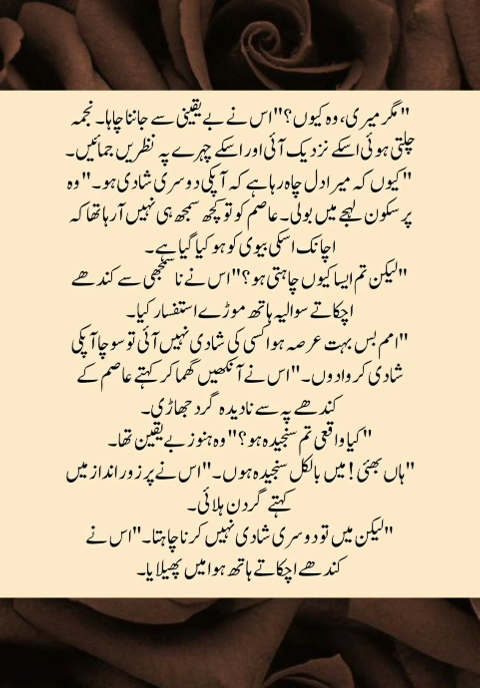 "مگر میری، وہ کیوں؟" اس نے بے یقینی سے جاننا چاہا۔ نجمہ
چلتی ہوئی اسکے نزدیک آئی اور اسکے چہرے پہ نظریں جمائیں۔
"کیوں کہ میرا دل چاہ رہا ہے کہ آپکی دوسری شادی ہو۔" وہ
پرسکون لہجے میں بولی۔ عاصم کو تو کچھ سمجھ ہی نہیں آ رہا تھا کہ
اچانک اسکی بیوی کو ہو کیا گیا ہے۔
"لیکن تم ایسا کیوں چاہتی ہو؟" اس نے نا سمجھی سے کندھے
اچکاتے سوالیہ ہاتھ موڑے استفسار کیا۔
"امم بس بہت عرصہ ہوا کسی کی شادی نہیں آئی تو سوچا آپکی
شادی کروا دوں۔" اس نے آنکھیں گھما کر کہتے عاصم کے
کندھے پہ سے نادیدہ گرد جھاڑی۔
"کیا واقعی تم سنجیدہ ہو؟" وہ ہنوز بے یقین تھا۔
"ہاں بھئی! میں بالکل سنجیدہ ہوں۔" اس نے پر زور انداز میں
کہتے گردن ہلائی۔
"لیکن میں تو دوسری شادی نہیں کرنا چاہتا۔" اس نے
کندھے اچکاتے ہاتھ ہوا میں پھیلایا۔